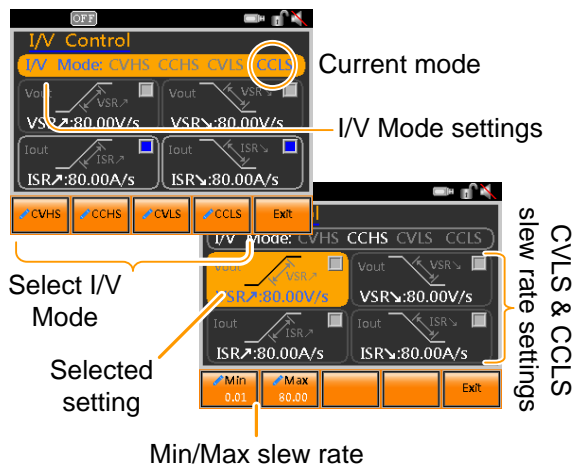 OFF
I/V Control
I/V Mode: CVHS CCHS CVLS CCLS
Current mode
Vout VSR↗
Vout VSR↘
VSR↗:80.00V/s
VSR↘:80.00V/s
I/V Mode settings
Iout ISR↗
Iout ISR↘
ISR↗:80.00A/s
ISR↘:80.00A/s
CVHS CCHS CVLS CCLS Exit
Select I/V
Mode
I/V Mode: CVHS CCHS CVLS CCLS
Vout VSR↗
Vout VSR↘
VSR↗:80.00V/s
VSR↘:80.00V/s
Iout ISR↗
Iout ISR↘
ISR↗:80.00A/s
ISR↘:80.00A/s
CVLS & CCLS
slew rate settings
Selected
setting
Min Max
0.01 80.00 Exit
Min/Max slew rate